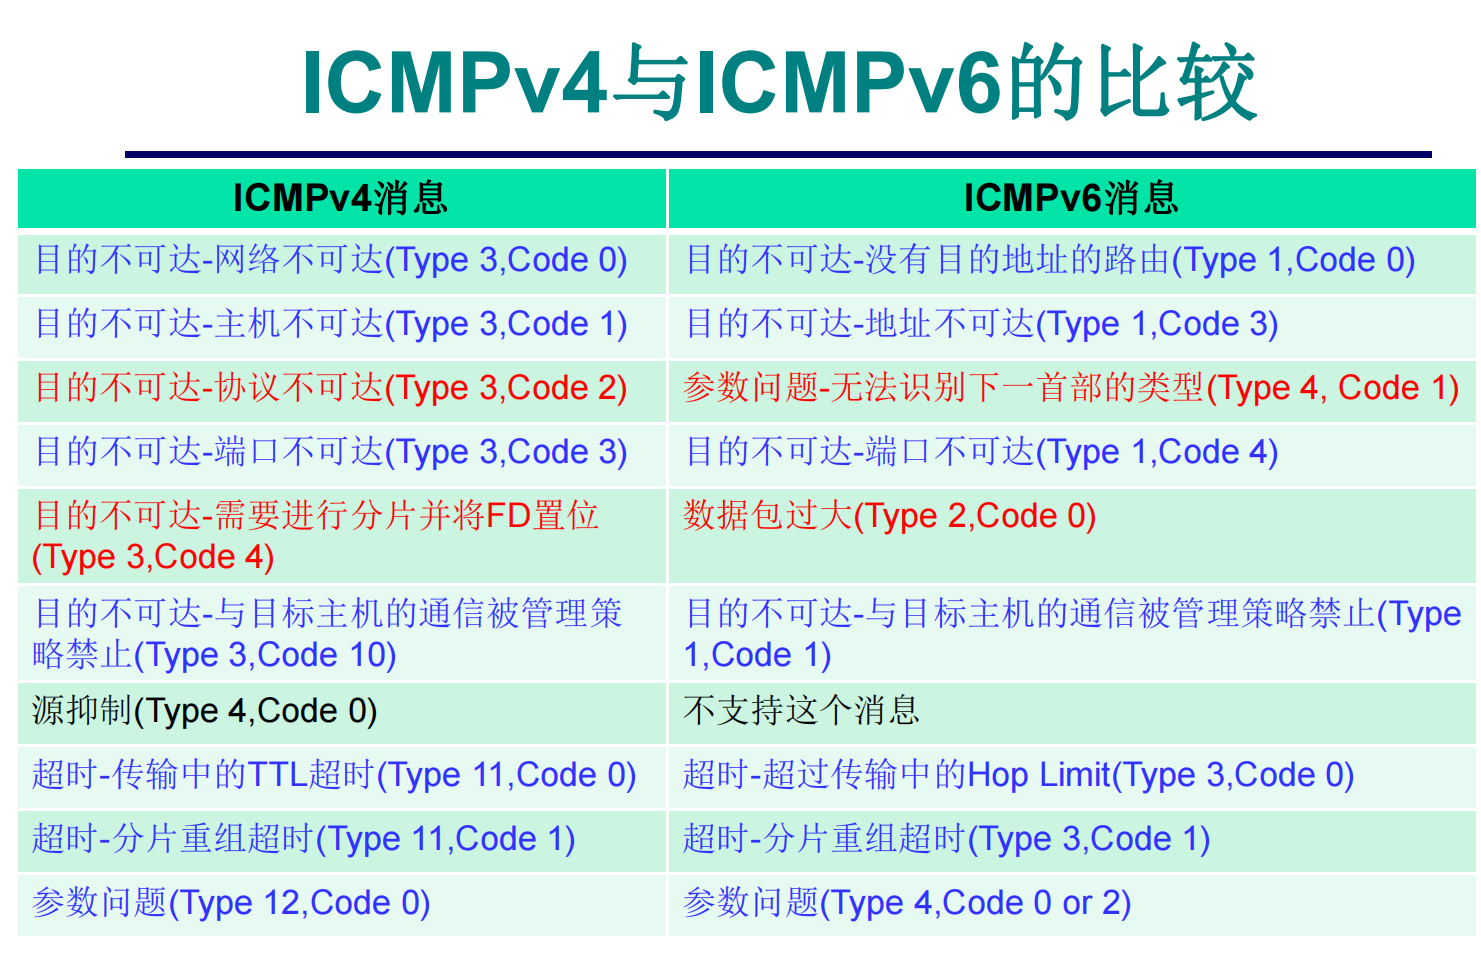 ICMPv4与ICMPv6的比较
ICMPv4消息
ICMPv6消息
目的不可达-网络不可达(Type 3,Code 0)
目的不可达-没有目的地址的路由(Type 1,Code 0)
目的不可达-主机不可达(Type 3,Code 1)
目的不可达-地址不可达(Type 1,Code 3)
目的不可达-协议不可达(Type 3,Code 2)
参数问题-无法识别下一首部的类型(Type 4, Code 1)
目的不可达-端口不可达(Type 3,Code 3)
目的不可达-端口不可达(Type 1,Code 4)
目的不可达-需要进行分片并将FD置位
(Type 3,Code 4)
数据包过大(Type 2,Code 0)
目的不可达-与目标主机的通信被管理策
略禁止(Type 3,Code 10)
目的不可达-与目标主机的通信被管理策略禁止(Type
1,Code 1)
源抑制(Type 4,Code 0)
不支持这个消息
超时-传输中的TTL超时(Type 11,Code 0)
超时-超过传输中的Hop Limit(Type 3,Code 0)
超时-分片重组超时(Type 11,Code 1)
超时-分片重组超时(Type 3,Code 1)
参数问题(Type 12,Code 0)
参数问题(Type 4,Code 0 or 2)